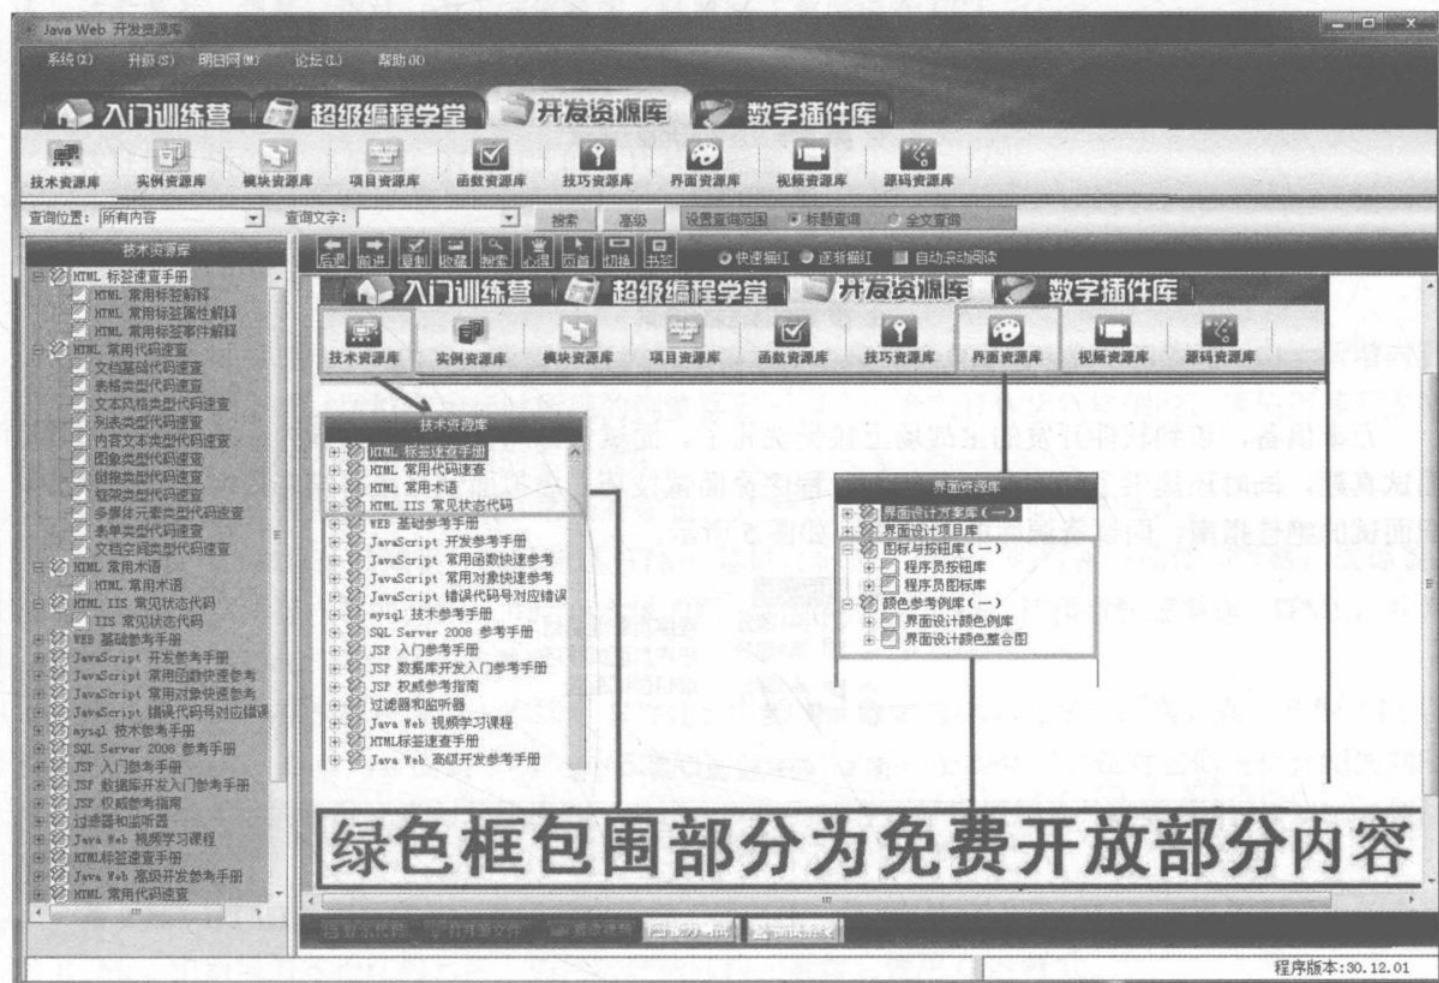 Java Web 开发资源库
系统(X) 升级(S) 明日网(W) 论坛(L) 帮助(H)
入门训练营 超级编程学堂 开发资源库 数字插件库
技术资源库 实例资源库 模块资源库 项目资源库 函数资源库 技巧资源库 界面资源库 视频资源库 源码资源库
查询位置: 所有内容 查询文字: 搜索 高级 设置查询范围 标题查询 全文查询
技术资源库
HTML 标签速查手册
HTML 常用标签解释
HTML 常用标签属性解释
HTML 常用标签事件解释
HTML 常用代码速查
文档基础代码速查
表格类型代码速查
文本风格类型代码速查
列表类型代码速查
内容文本类型代码速查
图象类型代码速查
链接类型代码速查
框架类型代码速查
多媒体元素类型代码速查
表单类型代码速查
文档空间类型代码速查
HTML 常用术语
HTML 常用术语
HTML IIS 常见状态代码
IIS 常见状态代码
WEB 基础参考手册
JavaScript 开发参考手册
JavaScript 常用函数快速参考
JavaScript 常用对象快速参考
JavaScript 错误代码号对应错误
mysql 技术参考手册
SQL Server 2008 参考手册
JSP 入门参考手册
JSP 数据库开发入门参考手册
JSP 权威参考指南
过滤器和监听器
Java Web 视频学习课程
HTML标签速查手册
Java Web 高级开发参考手册
HTML 常用代码速查
后退 前进 复制 收藏 搜索 心得 页首 切换 书签 快速描红 逐渐描红 自动滚动阅读
入门训练营 超级编程学堂 开发资源库 数字插件库
技术资源库 实例资源库 模块资源库 项目资源库 函数资源库 技巧资源库 界面资源库 视频资源库 源码资源库
技术资源库
HTML 标签速查手册
HTML 常用代码速查
HTML 常用术语
HTML IIS 常见状态代码
WEB 基础参考手册
JavaScript 开发参考手册
JavaScript 常用函数快速参考
JavaScript 常用对象快速参考
JavaScript 错误代码号对应错误
mysql 技术参考手册
SQL Server 2008 参考手册
JSP 入门参考手册
JSP 数据库开发入门参考手册
JSP 权威参考指南
过滤器和监听器
Java Web 视频学习课程
HTML标签速查手册
Java Web 高级开发参考手册
界面资源库
界面设计方案库(一)
界面设计项目库
图标与按钮库(一)
程序员按钮库
程序员图标库
颜色参考例库(一)
界面设计颜色例库
界面设计颜色整合图
绿色框包围部分为免费开放部分内容
程序版本:30.12.01